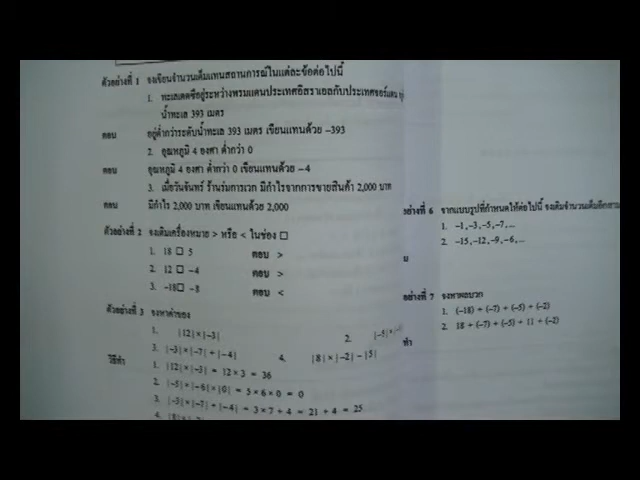 ตัวอย่างที่ 1 จงเขียนจำนวนเต็มแทนสถานการณ์ในแต่ละข้อต่อไปนี้
1. ทะเลเดดซีอยู่ระหว่างพรมแดนประเทศอิสราเอลกับประเทศจอร์แดน
น้ำทะเล 393 เมตร
ตอบ อยู่ต่ำกว่าระดับน้ำทะเล 393 เมตร เขียนแทนด้วย -393
2. อุณหภูมิ 4 องศา ต่ำกว่า 0
ตอบ อุณหภูมิ 4 องศา ต่ำกว่า 0 เขียนแทนด้วย -4
3. เมื่อวันจันทร์ ร้านริมการเวก มีกำไรจากการขายสินค้า 2,000 บาท
ตอบ มีกำไร 2,000 บาท เขียนแทนด้วย 2,000
ตัวอย่างที่ 2 จงเติมเครื่องหมาย > หรือ < ในช่อง □
1. 18 □ 5 ตอบ >
2. 12 □ -4 ตอบ >
3. -18□ -8 ตอบ <
ตัวอย่างที่ 3 จงหาค่าของ
1. |12|×|-3| 2. |-5|×
3. |-3|×|-7| + |-4| 4. |8|×|-2| - |5|
วิธีทำ 1. |12|×|-3| = 12×3 = 36
2. |-5|×|-6|×|0| = 5×6×0 = 0
3. |-3|×|-7| + |-4| = 3×7 + 4 = 21 + 4 = 25
4. |8|×|
อย่างที่ 6 จากแบบรูปที่กำหนดให้ต่อไปนี้ จงเติมจำนวนเต็มอีกสาม
1. -1,-3,-5,-7,...
2. -15,-12,-9,-6,...
บ
อย่างที่ 7 จงหาผลบวก
1. (-18) + (-7) + (-5) + (-2)
2. 18 + (-7) + (-5) + 11 + (-2)
ทำ